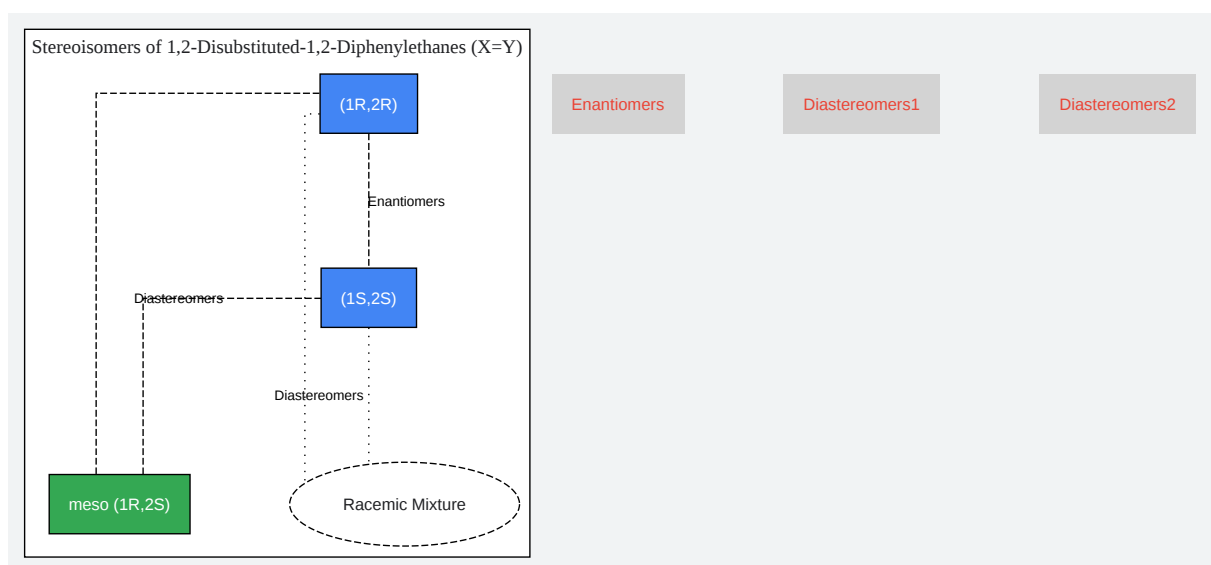 Stereoisomers of 1,2-Disubstituted-1,2-Diphenylethanes (X=Y)
(1R,2R)
Enantiomers
Diastereomers1
Diastereomers2
Enantiomers
Diastereomers
(1S,2S)
Diastereomers
meso (1R,2S)
Racemic Mixture